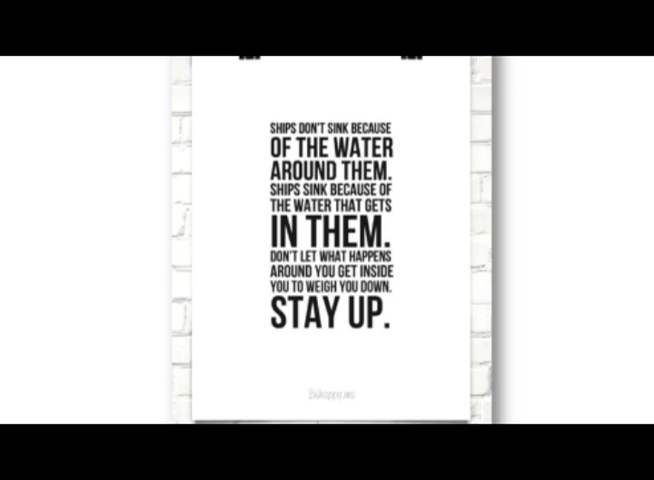 SHIPS DON'T SINK BECAUSE
OF THE WATER
AROUND THEM.
SHIPS SINK BECAUSE OF
THE WATER THAT GETS
IN THEM.
DON'T LET WHAT HAPPENS
AROUND YOU GET INSIDE
YOU TO WEIGH YOU DOWN.
STAY UP.